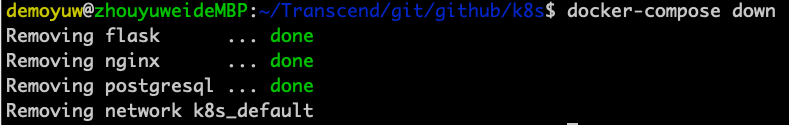 demoyuw@zhouyuweideMBP:~/Transcend/git/github/k8s$ docker-compose down
Removing flask      ... done
Removing nginx      ... done
Removing postgresql ... done
Removing network k8s_default